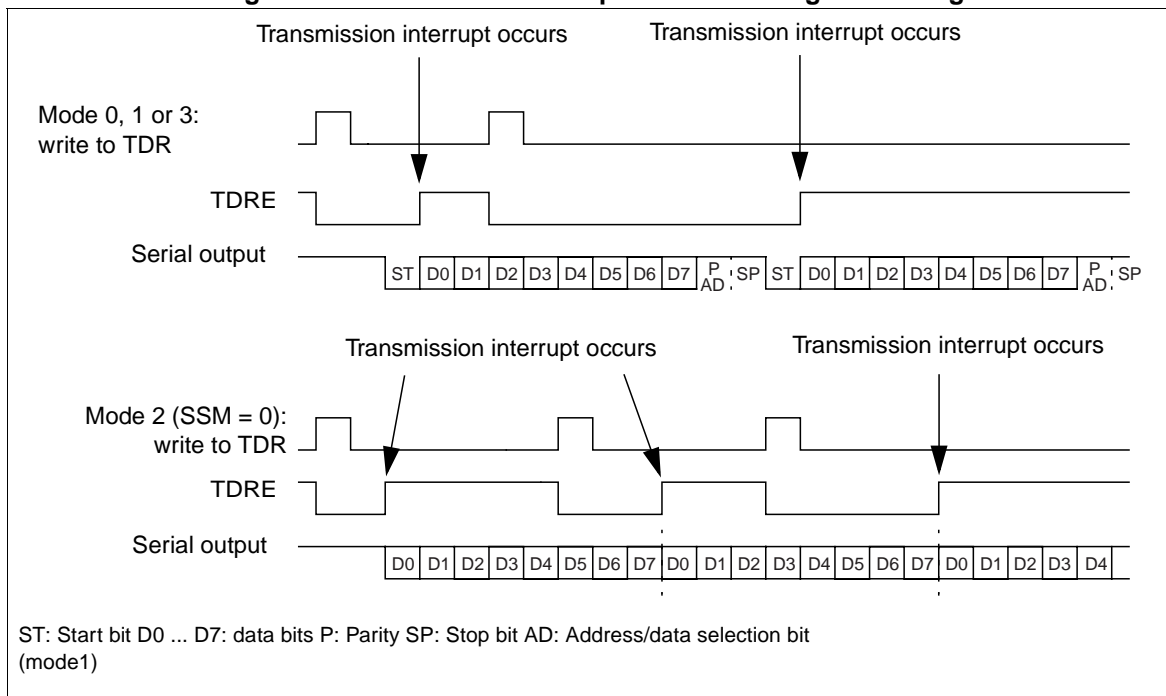 Transmission interrupt occurs Transmission interrupt occurs
Mode 0, 1 or 3:
write to TDR
TDRE
Serial output
ST D0 D1 D2 D3 D4 D5 D6 D7 P AD SP ST D0 D1 D2 D3 D4 D5 D6 D7 P AD SP
Transmission interrupt occurs Transmission interrupt occurs
Mode 2 (SSM = 0):
write to TDR
TDRE
Serial output
D0 D1 D2 D3 D4 D5 D6 D7 D0 D1 D2 D3 D4 D5 D6 D7 D0 D1 D2 D3 D4
ST: Start bit D0 ... D7: data bits P: Parity SP: Stop bit AD: Address/data selection bit
(mode1)